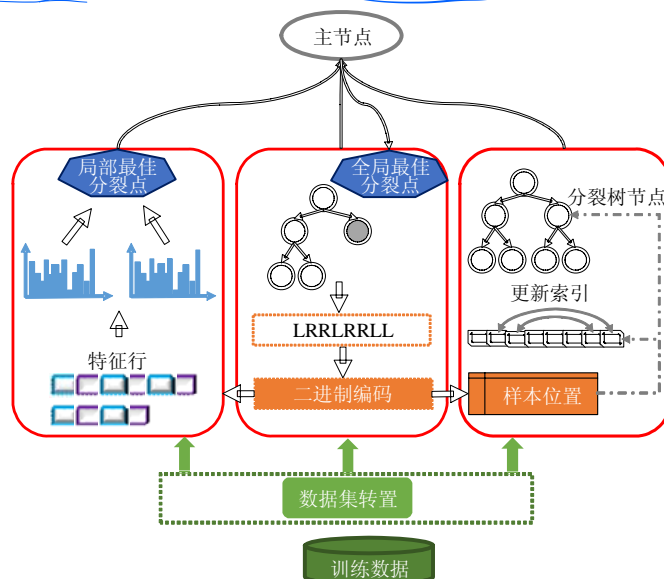 主节点
局部最佳
分裂点
全局最佳
分裂点
分裂树节点
更新索引
LRRLRRLL
特征行
二进制编码
样本位置
数据集转置
训练数据